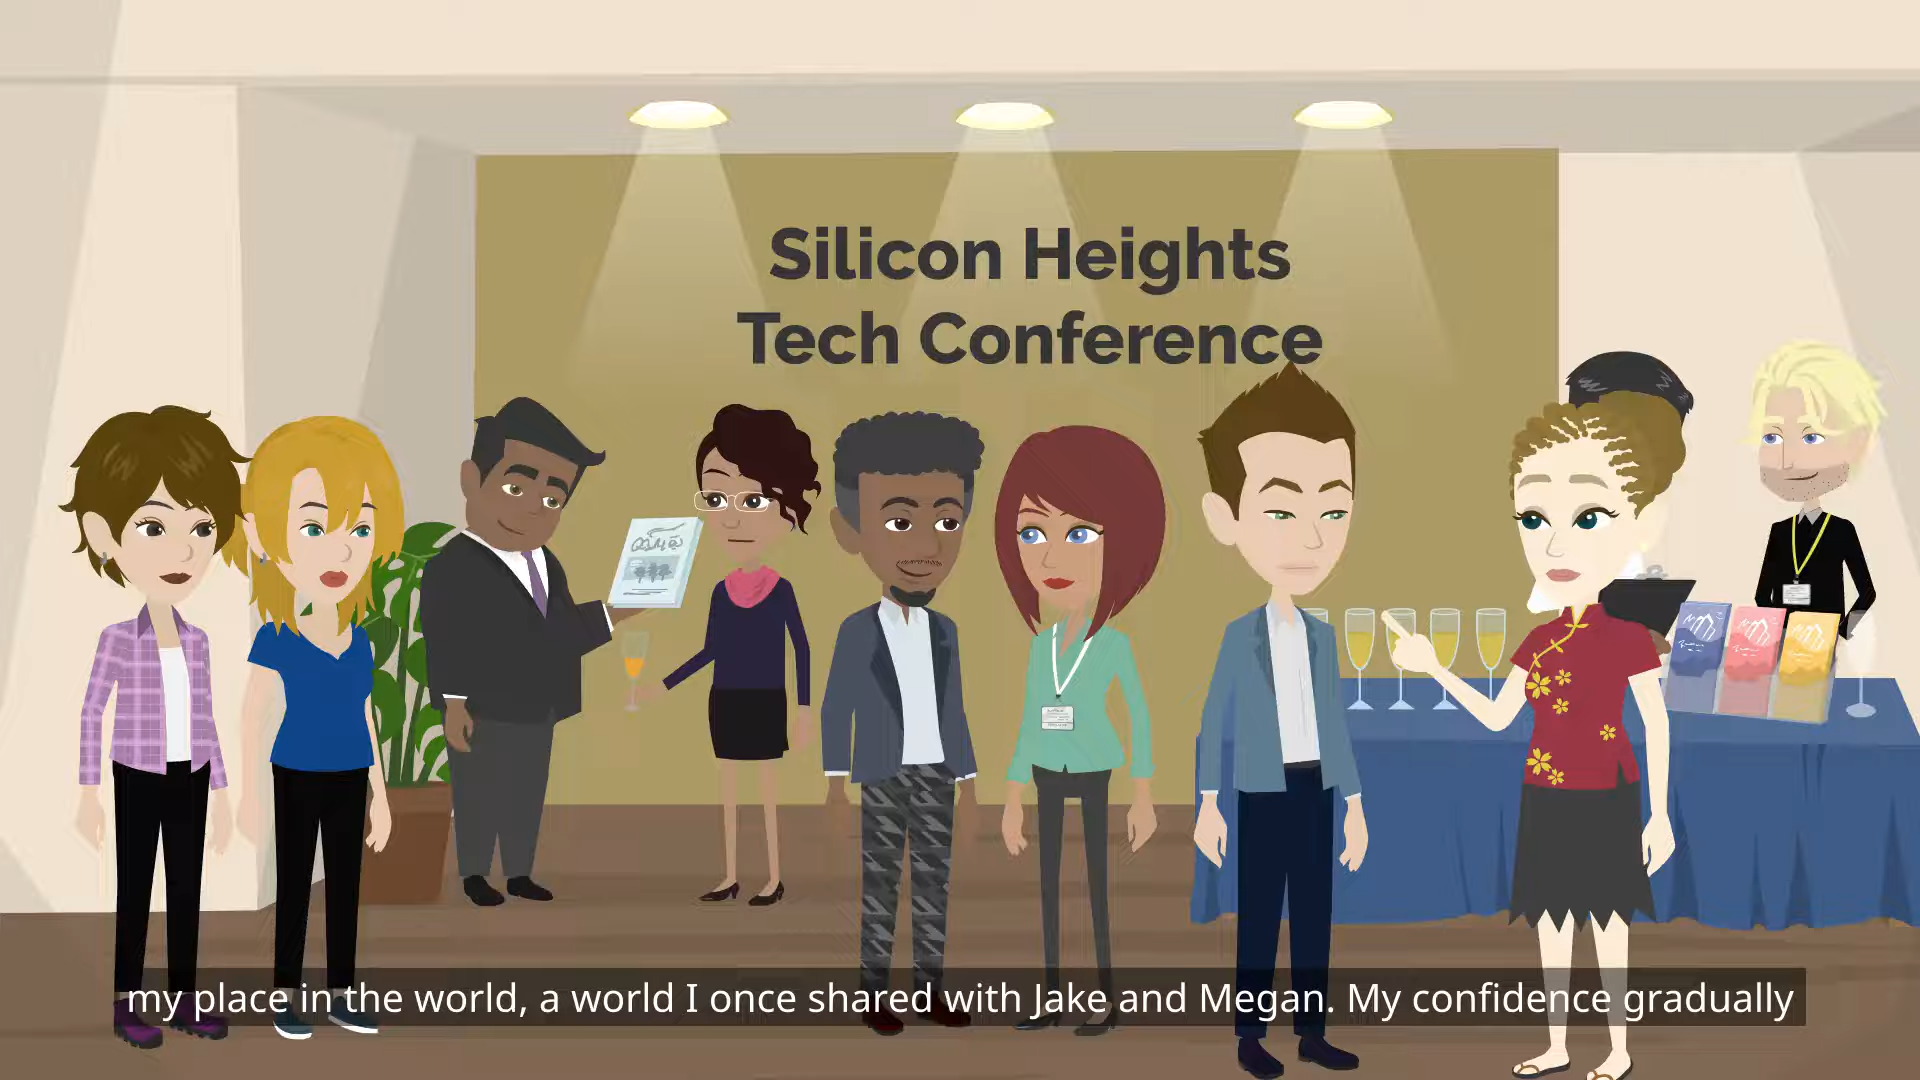 Silicon Heights
Tech Conference
my place in the world, a world I once shared with Jake and Megan. My confidence gradually